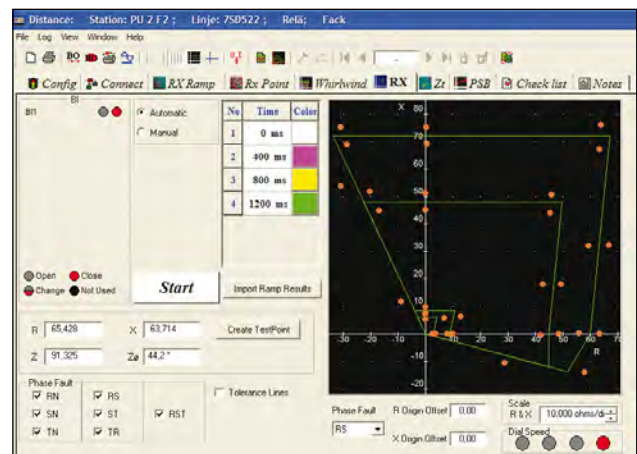 Distance: Station: PU 2 F2 ; Linje: 7SD522 ; Relä; Fack
File Log View Window Help
Config Connect RX Ramp Rx Point Whirlwind RX Zt PSB Check list Notes
BI
BI1
Automatic
Manual
No Time Color
1 0 ms
2 400 ms
3 800 ms
4 1200 ms
Open Close
Change Not Used
Start
Import Ramp Results
R 65,428 X 63,714
Create TestPoint
Z 91,325 Zø 44,2 °
Phase Fault
RN RS
SN ST RST
TN TR
Tolerance Lines
X 80
70
60
50
40
30
20
10
0
-10
-20
-30 -20 -10 0 10 20 30 40 50 60
R
Phase Fault
RS
R Origin Offset 0,00
X Origin Offset 0,00
Scale
R & X 10.000 ohms/di
Dial Speed